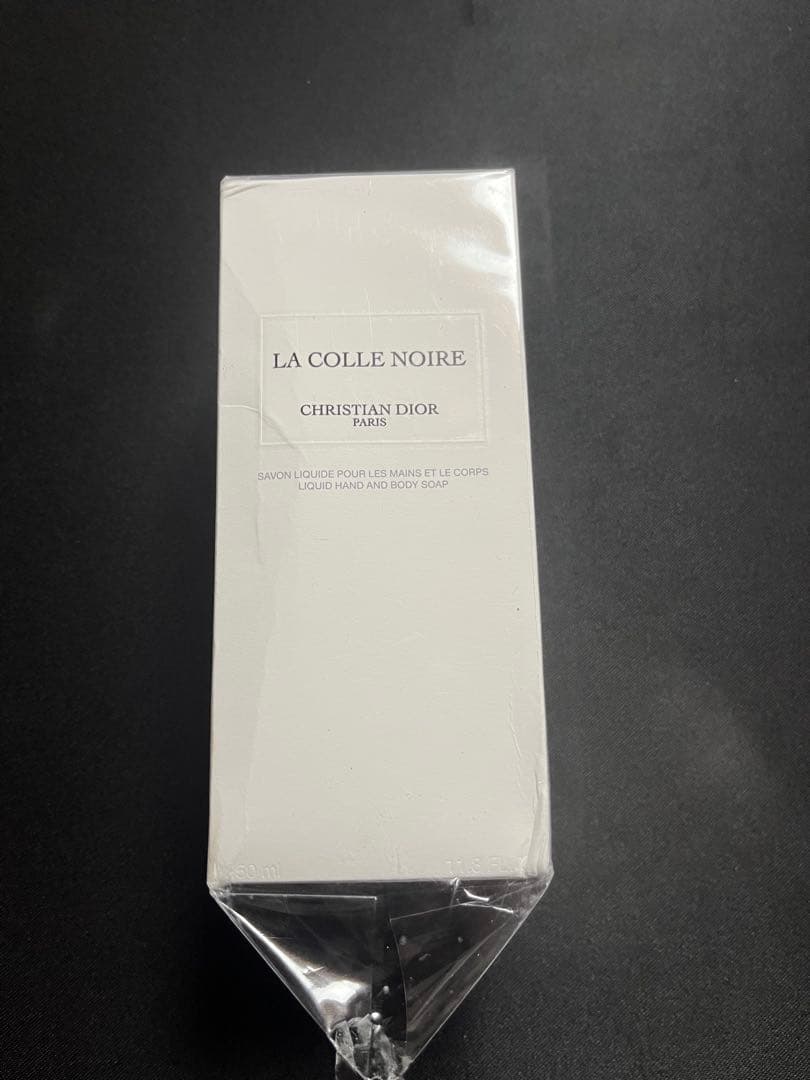 LA COLLE NOIRE
CHRISTIAN DIOR
PARIS
SAVON LIQUIDE POUR LES MAINS ET LE CORPS
LIQUID HAND AND BODY SOAP
ml